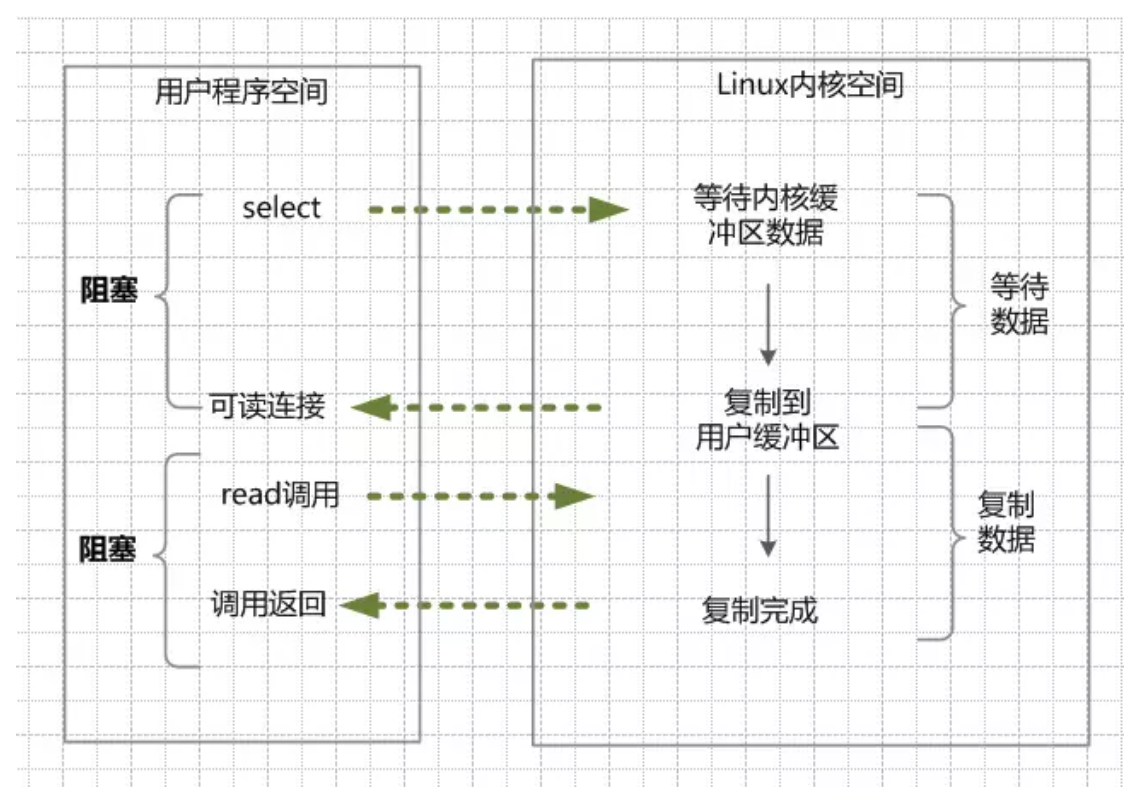 用户程序空间
Linux内核空间
select
等待内核缓
冲区数据
阻塞
等待
数据
可读连接
复制到
用户缓冲区
read调用
复制
数据
阻塞
调用返回
复制完成